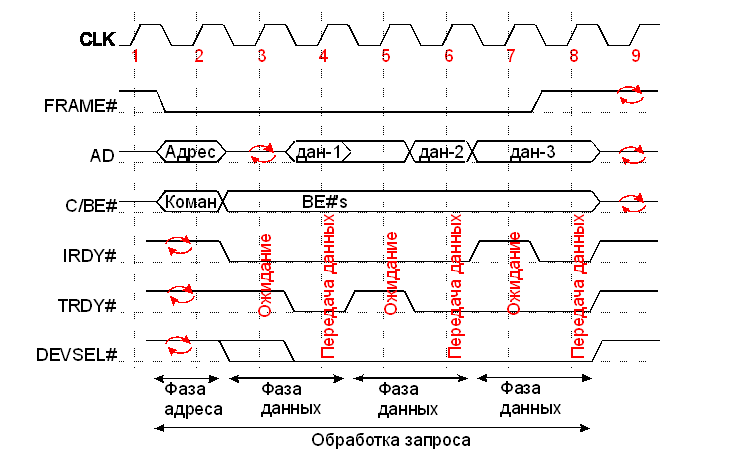 CLK
1 2 3 4 5 6 7 8 9
FRAME#
AD Адрес дан-1 дан-2 дан-3
C/BE# Коман BE#'s
IRDY#
TRDY#
DEVSEL#
Ожидание
Передача данных
Ожидание
Передача данных
Ожидание
Передача данных
Фаза адреса
Фаза данных
Фаза данных
Фаза данных
Обработка запроса